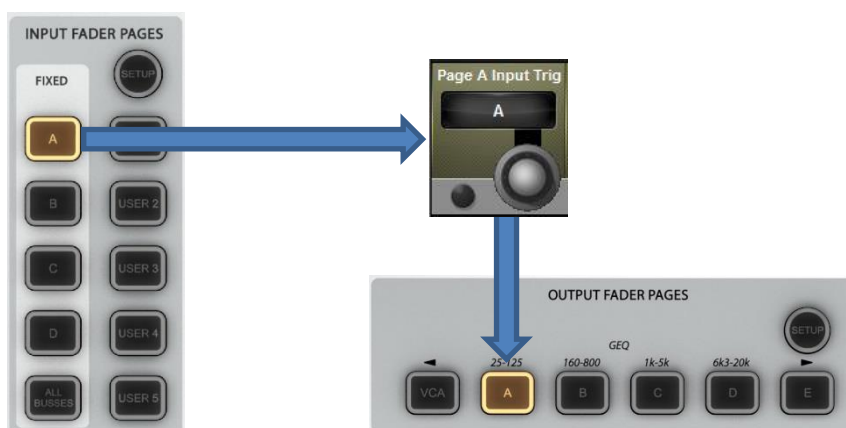 INPUT FADER PAGES
FIXED
SETUP
A
B
USER 2
C
USER 3
D
USER 4
ALL
BUSSES
USER 5
Page A Input Trig
A
OUTPUT FADER PAGES
SETUP
GEQ
25-125
160-800
1k-5k
6k3-20k
VCA
A
B
C
D
E